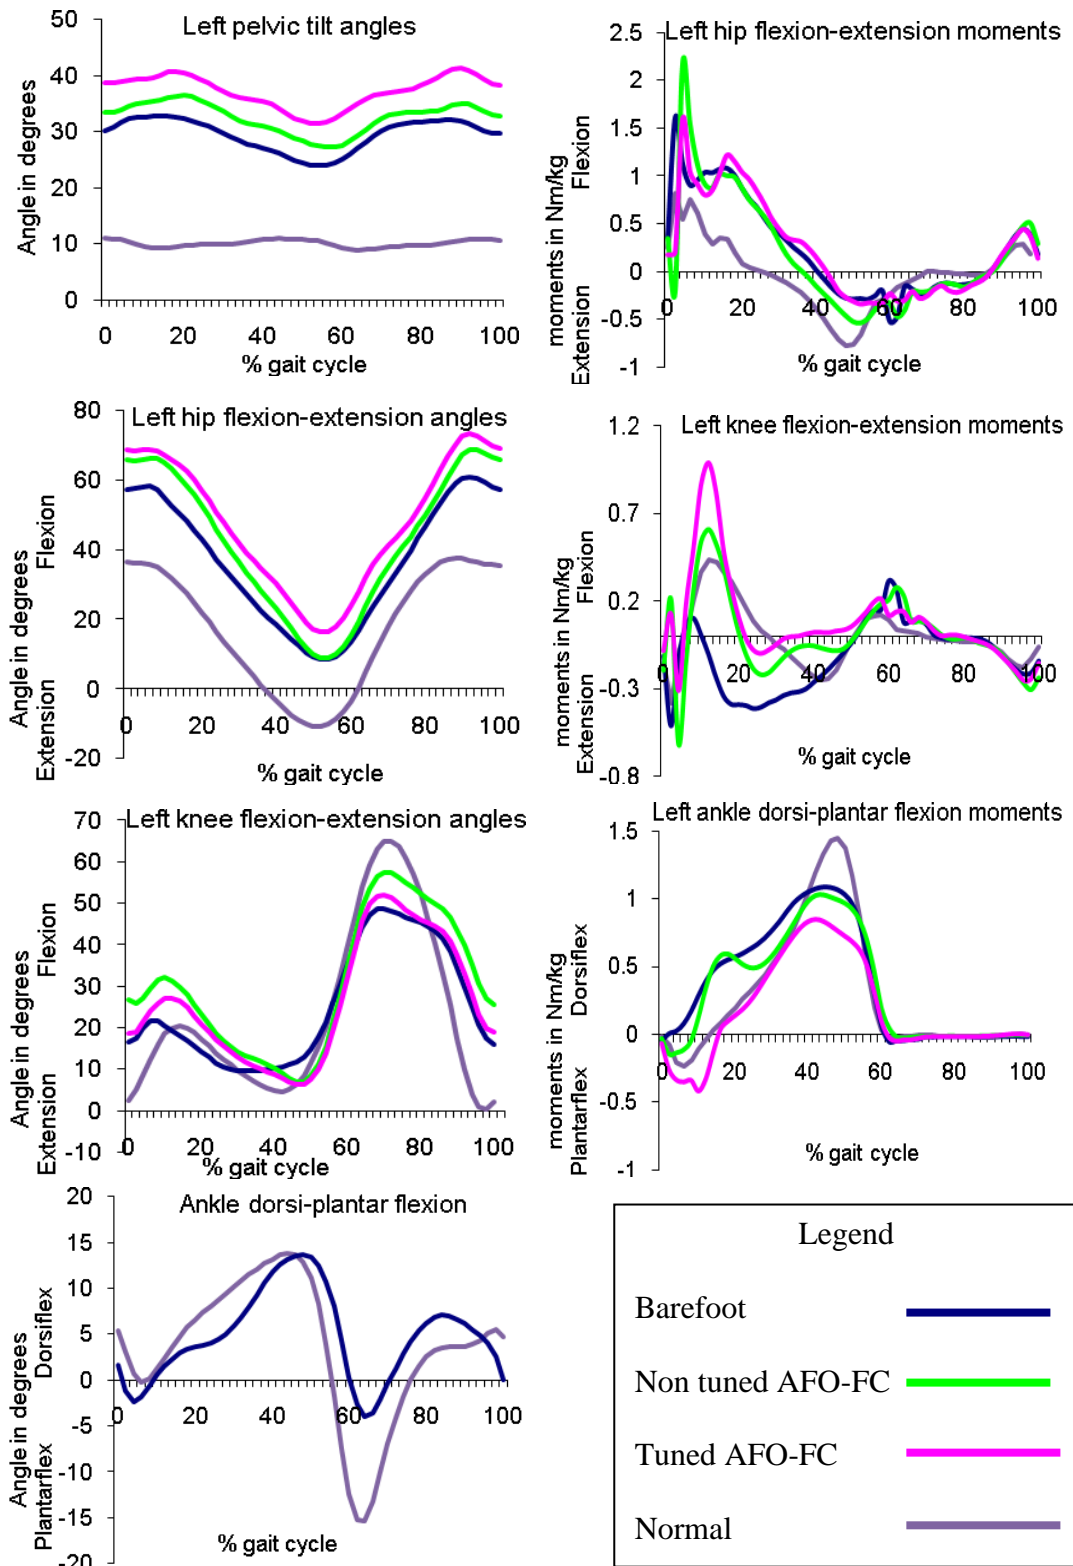 Left pelvic tilt angles
50
40
30
20
10
0
Angle in degrees
0 20 40 60 80 100
% gait cycle
Left hip flexion-extension moments
2.5
2
1.5
1
0.5
0
-0.5
-1
moments in Nm/kg
Extension Flexion
0 20 40 60 80 100
% gait cycle
Left hip flexion-extension angles
80
60
40
20
0
-20
Angle in degrees
Extension Flexion
0 20 40 60 80 100
% gait cycle
Left knee flexion-extension moments
1.2
0.7
0.2
-0.3
-0.8
moments in Nm/kg
Extension Flexion
0 20 40 60 80 100
% gait cycle
Left knee flexion-extension angles
70
60
50
40
30
20
10
0
-10
Angle in degrees
Extension Flexion
0 20 40 60 80 100
% gait cycle
Left ankle dorsi-plantar flexion moments
1.5
1
0.5
0
-0.5
-1
moments in Nm/kg
Plantarflex Dorsiflex
0 20 40 60 80 100
% gait cycle
Ankle dorsi-plantar flexion
20
15
10
5
0
-5
-10
-15
-20
Angle in degrees
Plantarflex Dorsiflex
0 20 40 60 80 100
% gait cycle
Legend
Barefoot
Non tuned AFO-FC
Tuned AFO-FC
Normal